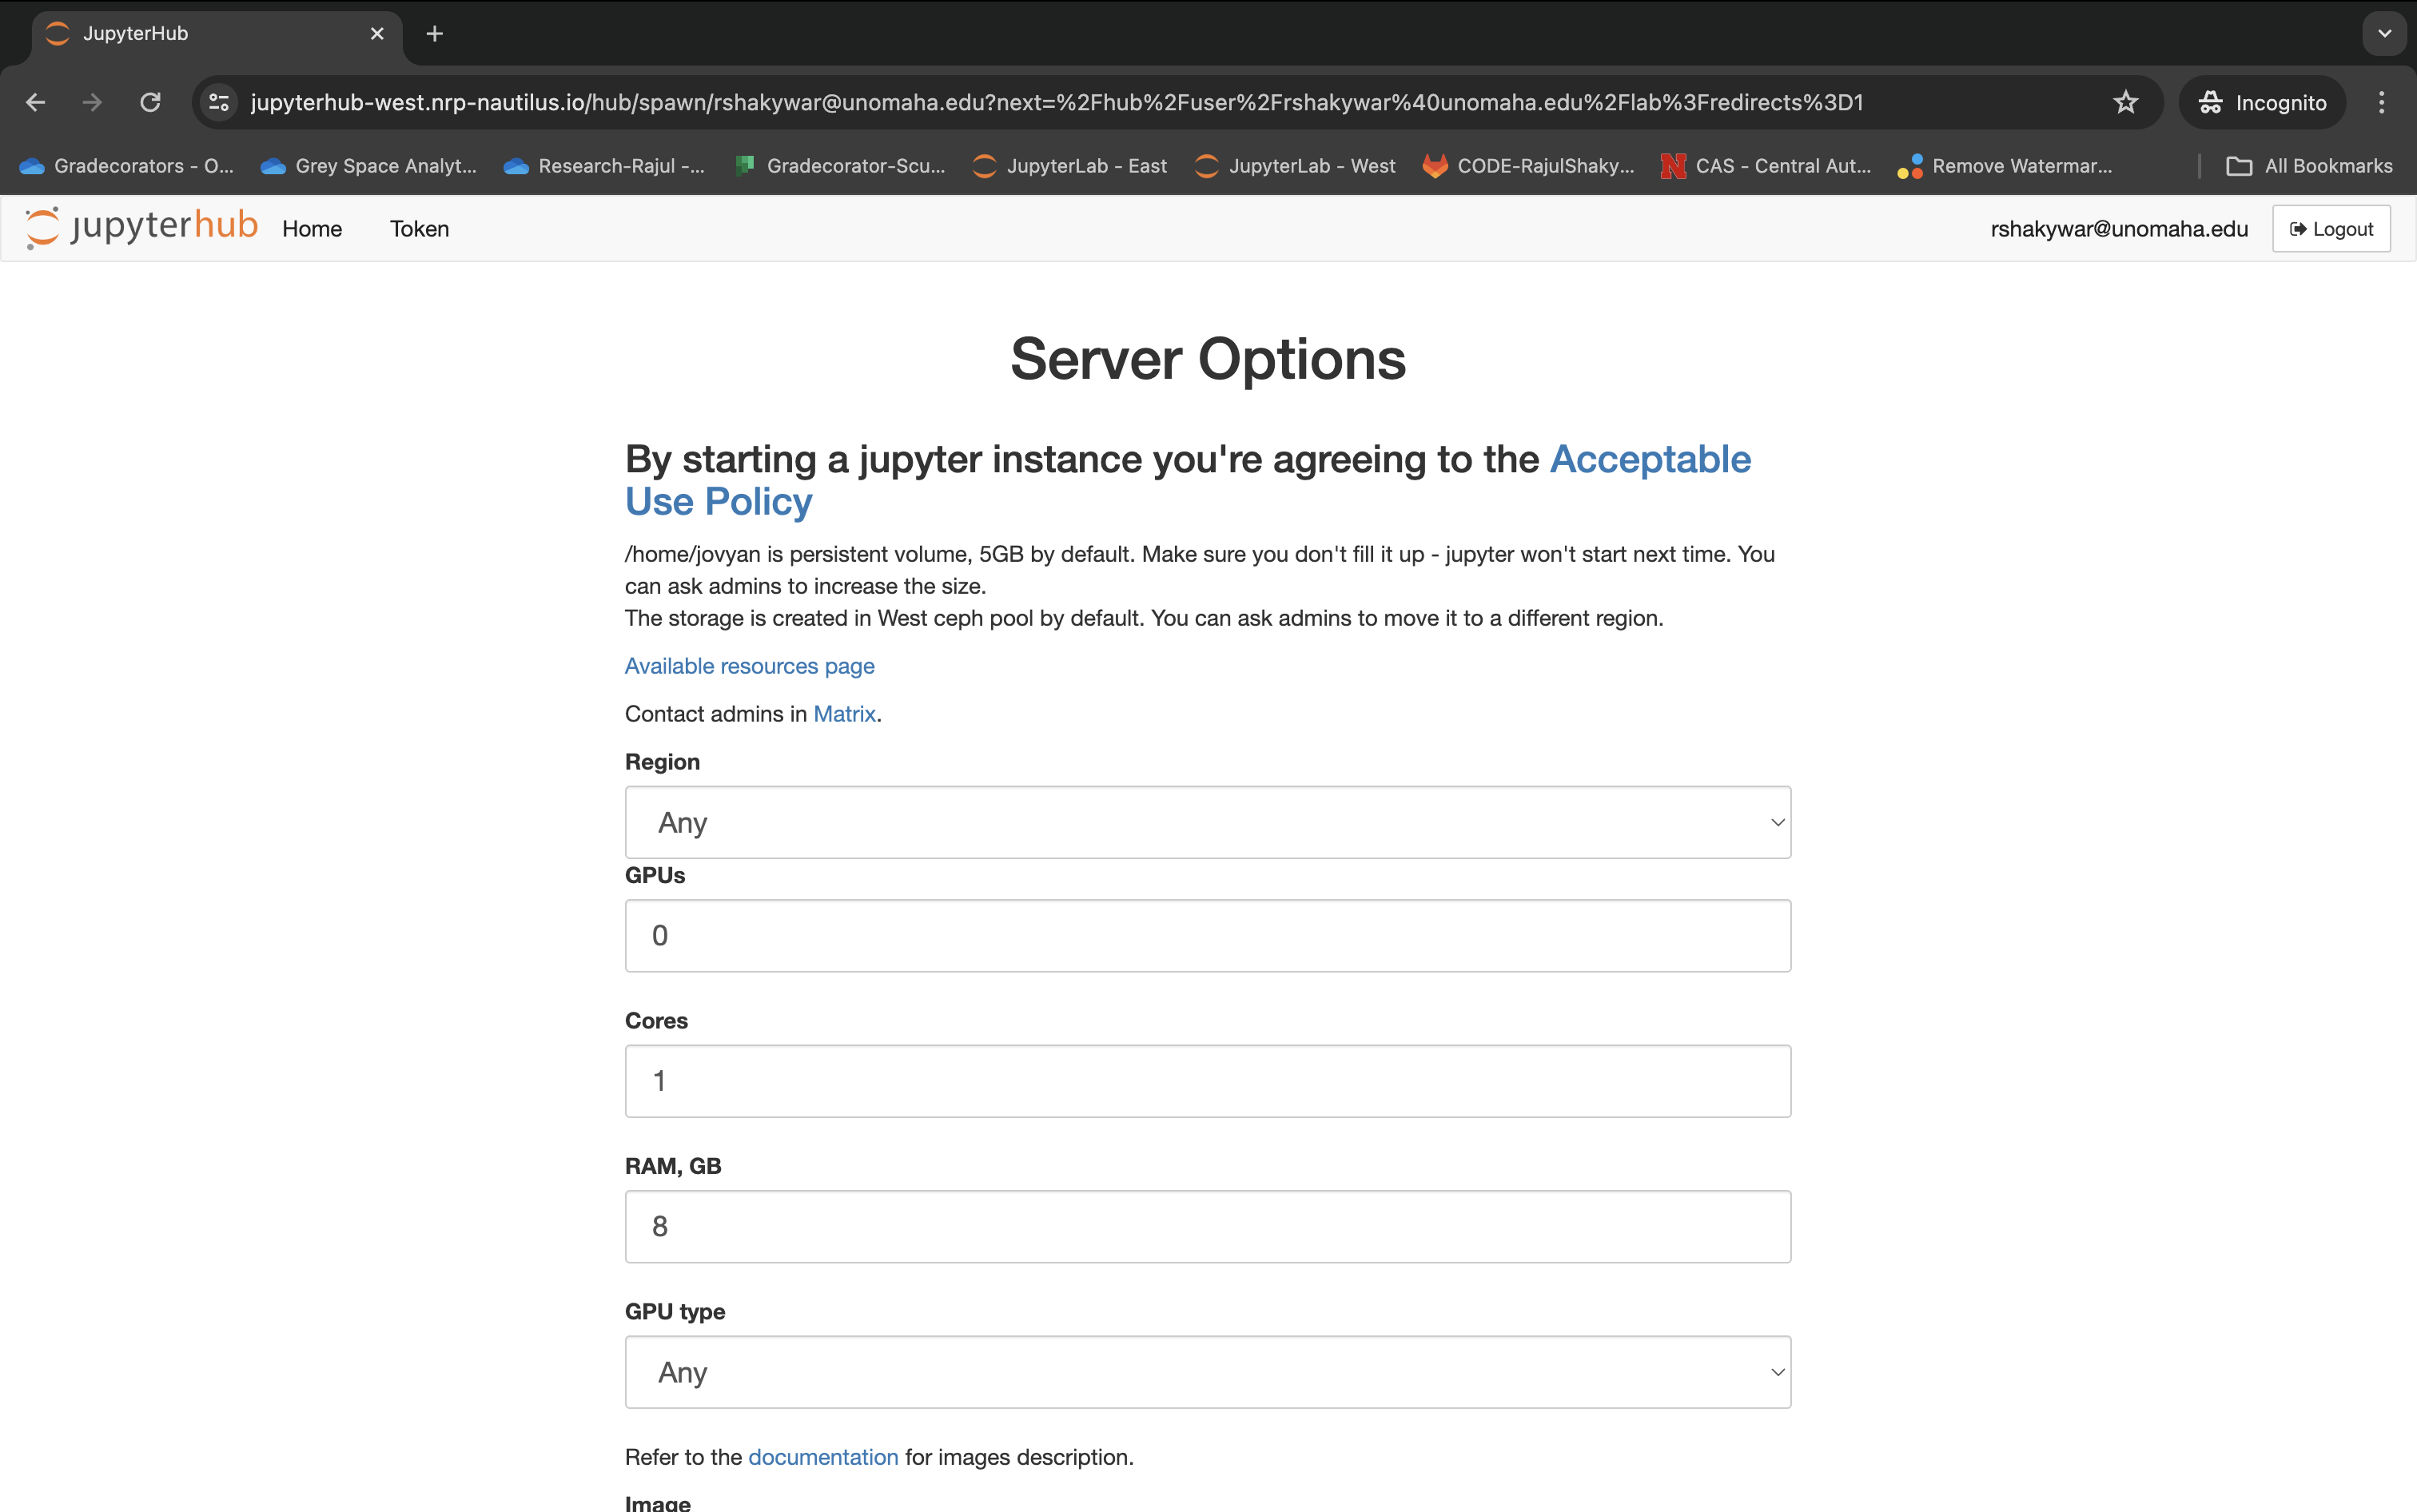 JupyterHub
jupyterhub-west.nrp-nautilus.io/hub/spawn/rshakywar@unomaha.edu?next=%2Fhub%2Fuser%2Frshakywar%40unomaha.edu%2Flab%3Fredirects%3D1
Incognito
Gradecorators - O... Grey Space Analyt... Research-Rajul -... Gradecorator-Scu... JupyterLab - East JupyterLab - West CODE-RajulShaky... CAS - Central Aut... Remove Watermar... All Bookmarks
jupyterhub Home Token rshakywar@unomaha.edu Logout
Server Options
By starting a jupyter instance you're agreeing to the Acceptable
Use Policy
/home/jovyan is persistent volume, 5GB by default. Make sure you don't fill it up - jupyter won't start next time. You
can ask admins to increase the size.
The storage is created in West ceph pool by default. You can ask admins to move it to a different region.
Available resources page
Contact admins in Matrix.
Region
Any
GPUs
0
Cores
1
RAM, GB
8
GPU type
Any
Refer to the documentation for images description.
Image